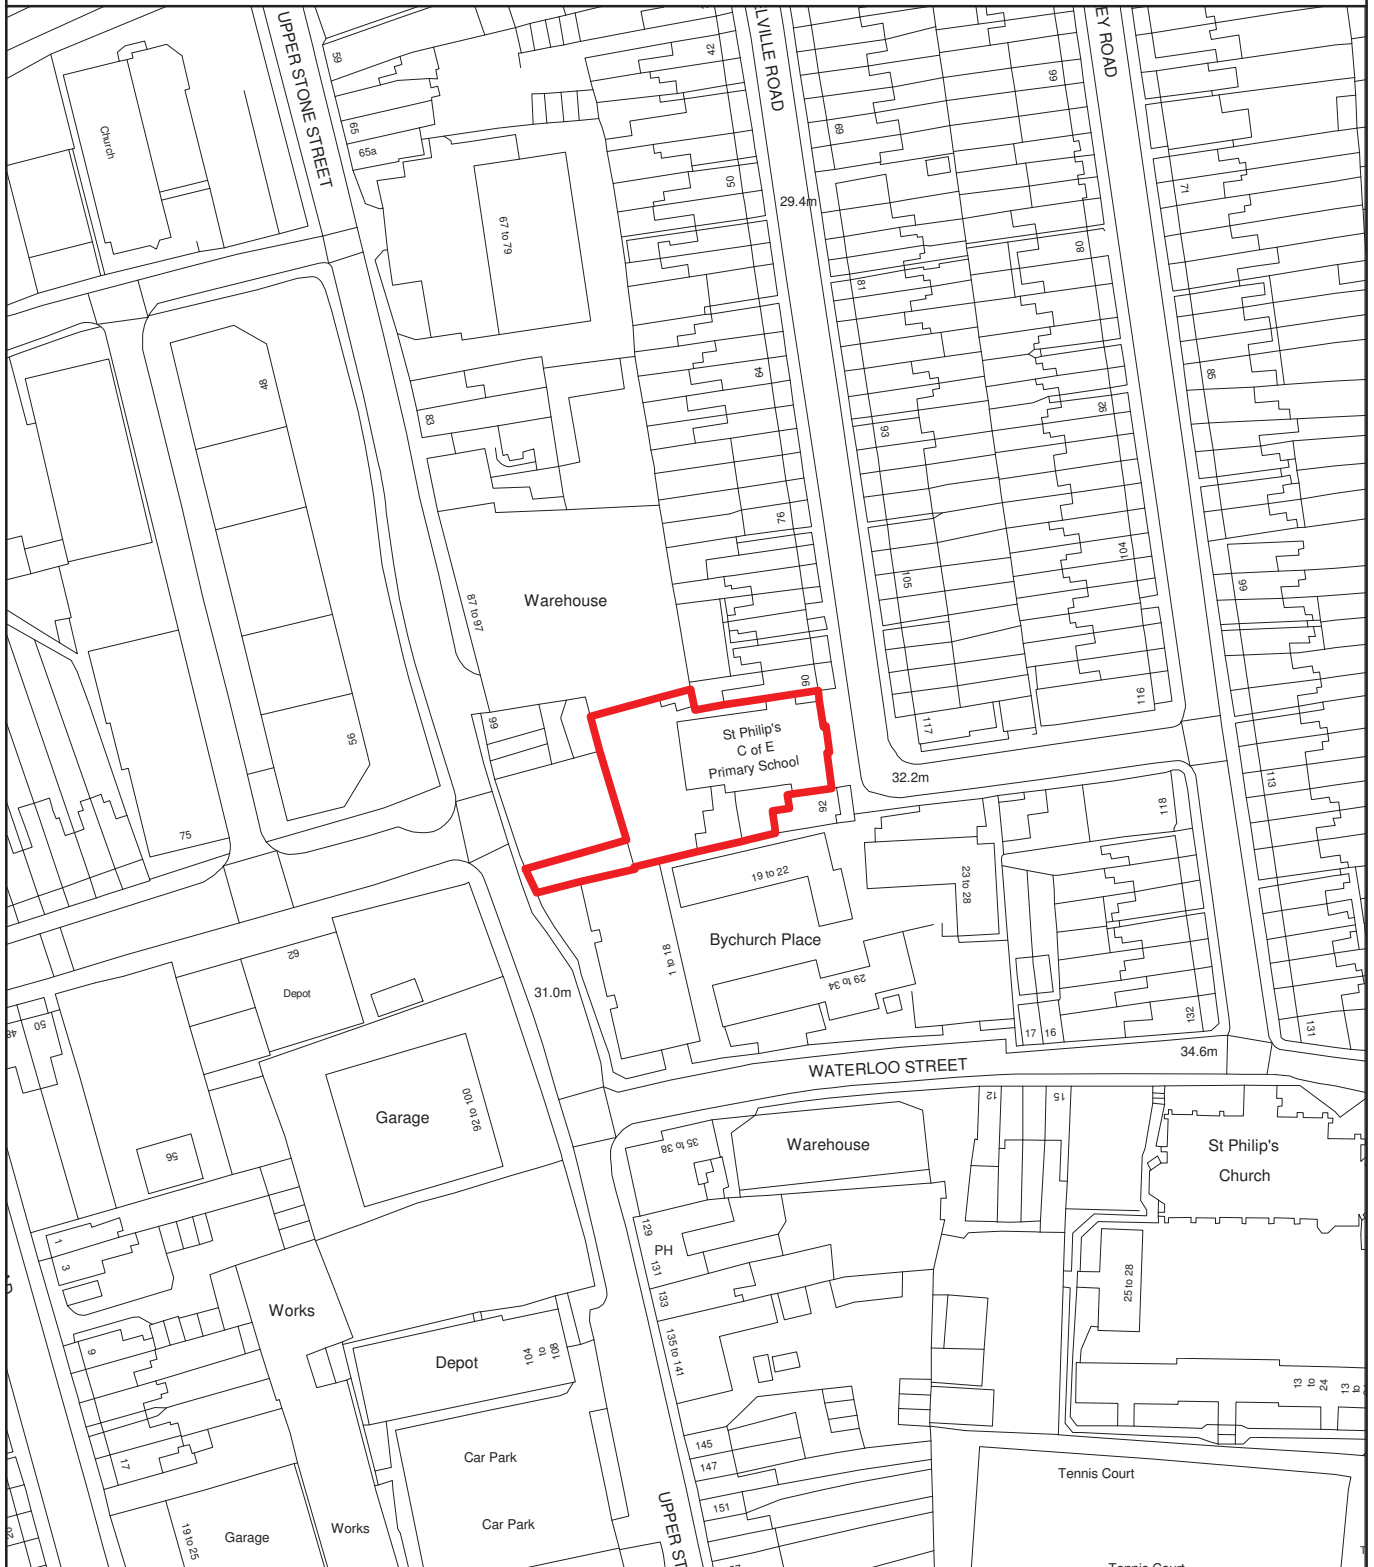 UPPER STONE STREET
59
42
ELVILLE ROAD
EY ROAD
66
69
65
65a
Church
50
29.4m
71
67 to 79
80
81
48
64
85
83
92
93
76
104
105
99
Warehouse
87 to 97
90
116
117
99
56
St Philip's
C of E
Primary School
32.2m
113
92
118
75
19 to 22
23 to 28
Bychurch Place
1 to 18
29 to 34
62
Depot
31.0m
50
48
17
16
132
131
34.6m
WATERLOO STREET
Garage
92 to 100
12
15
35 to 38
Warehouse
St Philip's
Church
56
129
PH
131
133
1
3
25 to 28
Works
135 to 141
9
Depot
104
to
108
13
to
24
13
to
145
147
17
Car Park
Tennis Court
151
Car Park
UPPER ST
19 to 25
Garage
Works